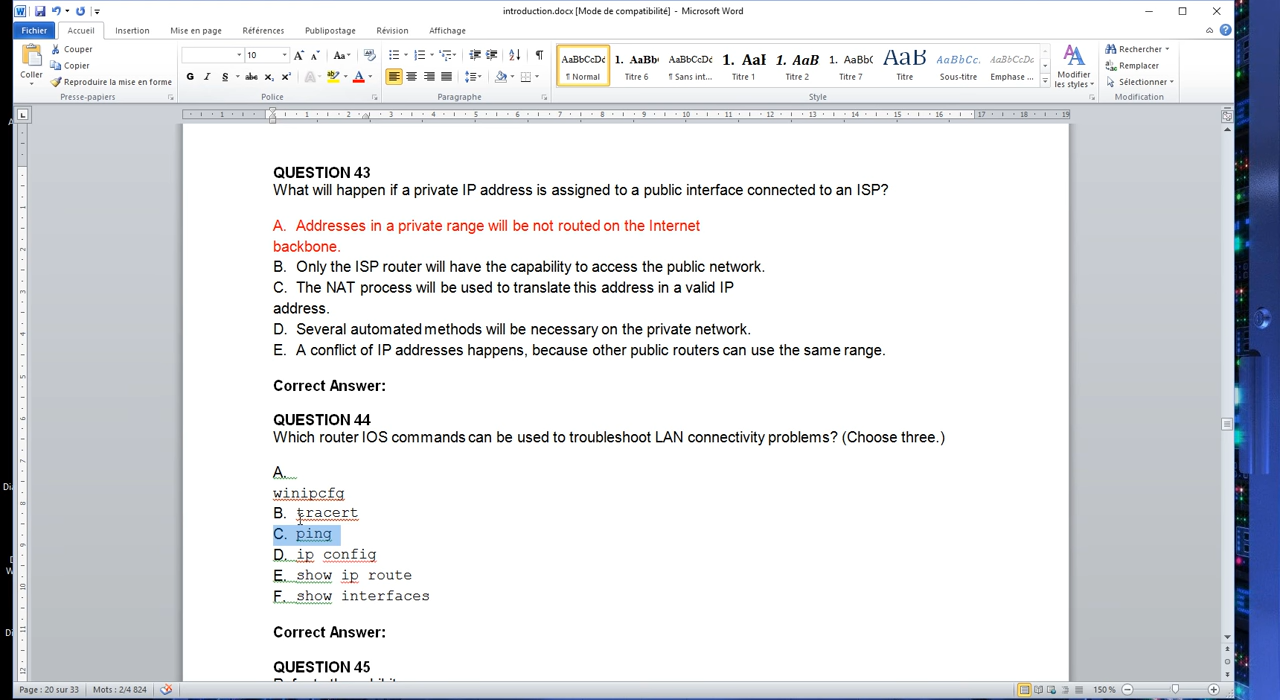 introduction.docx [Mode de compatibilité] - Microsoft Word
Fichier Accueil Insertion Mise en page Références Publipostage Révision Affichage
Coller
Couper
Copier
Reproduire la mise en forme
Presse-papiers
10
G I S abc x₂ x²
Police
Paragraphe
AaBbCcDc
¶ Normal
1. AaBb
Titre 6
AaBbCcDc
¶ Sans int...
1. AaB
Titre 1
1. AaB
Titre 2
1. AaBbC
Titre 7
AaB
Titre
AaBbCc.
Sous-titre
AaBbCcDc
Emphase ...
Modifier
les styles
Style
Rechercher
Remplacer
Sélectionner
Modification
QUESTION 43
What will happen if a private IP address is assigned to a public interface connected to an ISP?
A. Addresses in a private range will be not routed on the Internet
backbone.
B. Only the ISP router will have the capability to access the public network.
C. The NAT process will be used to translate this address in a valid IP
address.
D. Several automated methods will be necessary on the private network.
E. A conflict of IP addresses happens, because other public routers can use the same range.
Correct Answer:
QUESTION 44
Which router IOS commands can be used to troubleshoot LAN connectivity problems? (Choose three.)
A.
winipcfg
B. tracert
C. ping
D. ip config
E. show ip route
F. show interfaces
Correct Answer:
QUESTION 45
Page : 20 sur 33 Mots : 2/4 824 150 %